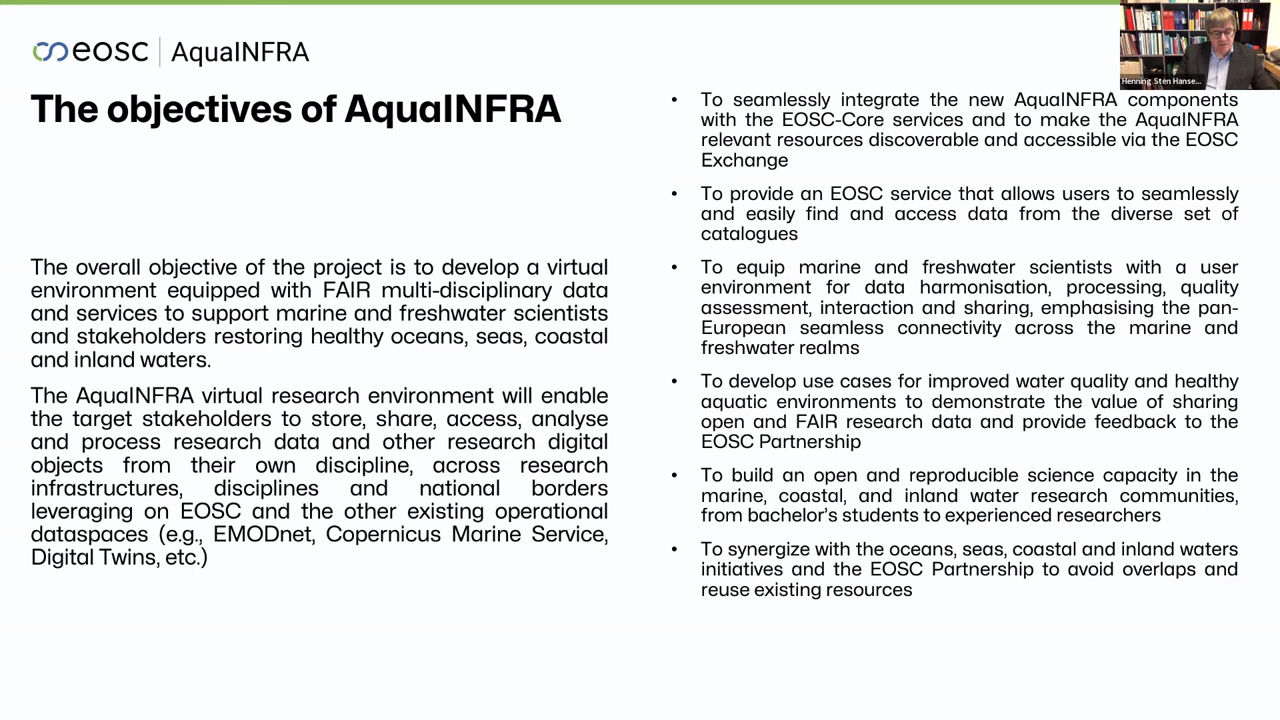 eosc | AquaINFRA
Henning Sten Hanse...
The objectives of AquaINFRA
The overall objective of the project is to develop a virtual
environment equipped with FAIR multi-disciplinary data
and services to support marine and freshwater scientists
and stakeholders restoring healthy oceans, seas, coastal
and inland waters.
The AquaINFRA virtual research environment will enable
the target stakeholders to store, share, access, analyse
and process research data and other research digital
objects from their own discipline, across research
infrastructures, disciplines and national borders
leveraging on EOSC and the other existing operational
dataspaces (e.g., EMODnet, Copernicus Marine Service,
Digital Twins, etc.)
• To seamlessly integrate the new AquaINFRA components
with the EOSC-Core services and to make the AquaINFRA
relevant resources discoverable and accessible via the EOSC
Exchange
• To provide an EOSC service that allows users to seamlessly
and easily find and access data from the diverse set of
catalogues
• To equip marine and freshwater scientists with a user
environment for data harmonisation, processing, quality
assessment, interaction and sharing, emphasising the pan-
European seamless connectivity across the marine and
freshwater realms
• To develop use cases for improved water quality and healthy
aquatic environments to demonstrate the value of sharing
open and FAIR research data and provide feedback to the
EOSC Partnership
• To build an open and reproducible science capacity in the
marine, coastal, and inland water research communities,
from bachelor's students to experienced researchers
• To synergize with the oceans, seas, coastal and inland waters
initiatives and the EOSC Partnership to avoid overlaps and
reuse existing resources